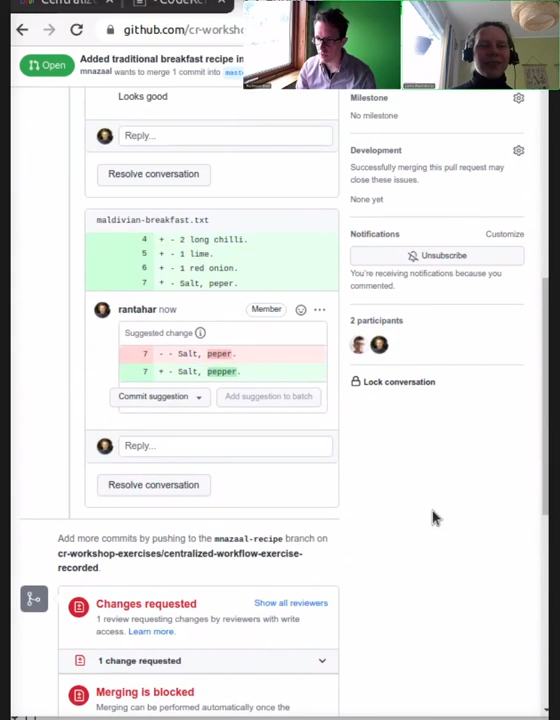 github.com/cr-worksho
Open
Added traditional breakfast recipe in
mnazaal wants to merge 1 commit into
Looks good
Reply...
Resolve conversation
maldivian-breakfast.txt
4 + - 2 long chilli.
5 + - 1 lime.
6 + - 1 red onion.
7 + - Salt, peper.
rantahar now
Member
Suggested change
7 - - Salt, peper.
7 + - Salt, pepper.
Commit suggestion
Add suggestion to batch
Reply...
Resolve conversation
Add more commits by pushing to the mnazaal-recipe branch on
cr-workshop-exercises/centralized-workflow-exercise-
recorded.
Changes requested
Show all reviewers
1 review requesting changes by reviewers with write
access. Learn more.
1 change requested
Merging is blocked
Merging can be performed automatically once the
Milestone
No milestone
Development
Successfully merging this pull request may
close these issues.
None yet
Notifications
Customize
Unsubscribe
You're receiving notifications because you
commented.
2 participants
Lock conversation